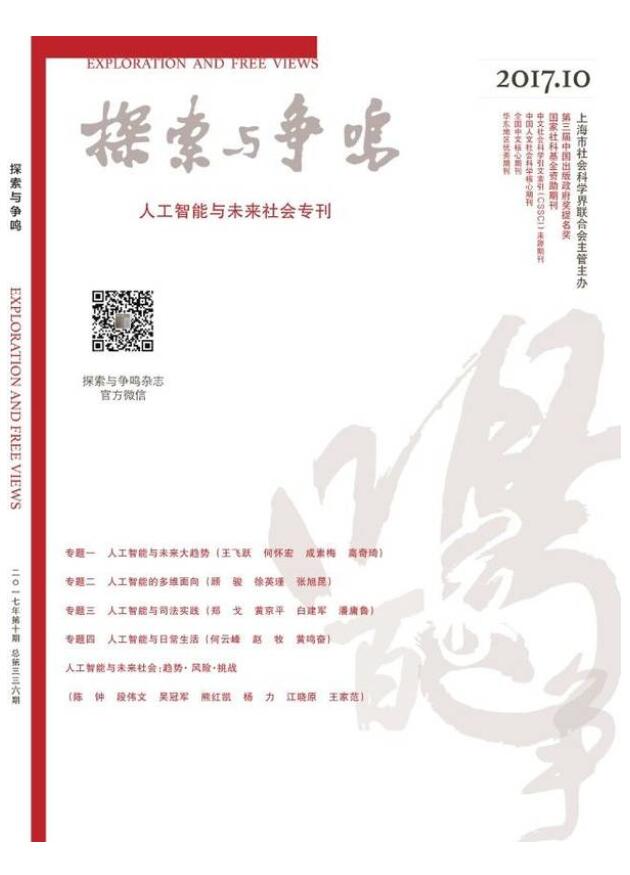 EXPLORATION AND FREE VIEWS
2017.10
探索与争鸣
人工智能与未来社会专刊
上海市社会科学界联合会主管主办
第三届中国出版政府奖提名奖
国家社科基金资助期刊
中文社会科学引文索引(CSSCI)来源期刊
中国人文社会科学核心期刊
全国中文核心期刊
华东地区优秀期刊
探索与争鸣
EXPLORATION AND FREE VIEWS
二〇一七年第十期 总第三三六期
探索与争鸣杂志
官方微信
专题一 人工智能与未来大趋势(王飞跃 何怀宏 成素梅 高奇琦)
专题二 人工智能的多维面向(顾 骏 徐英瑾 张旭昆)
专题三 人工智能与司法实践(郑 戈 黄京平 白建军 潘庸鲁)
专题四 人工智能与日常生活(何云峰 赵 牧 黄鸣奋)
人工智能与未来社会:趋势·风险·挑战
(陈 钟 段伟文 吴冠军 熊红凯 杨 力 江晓原 王家范)